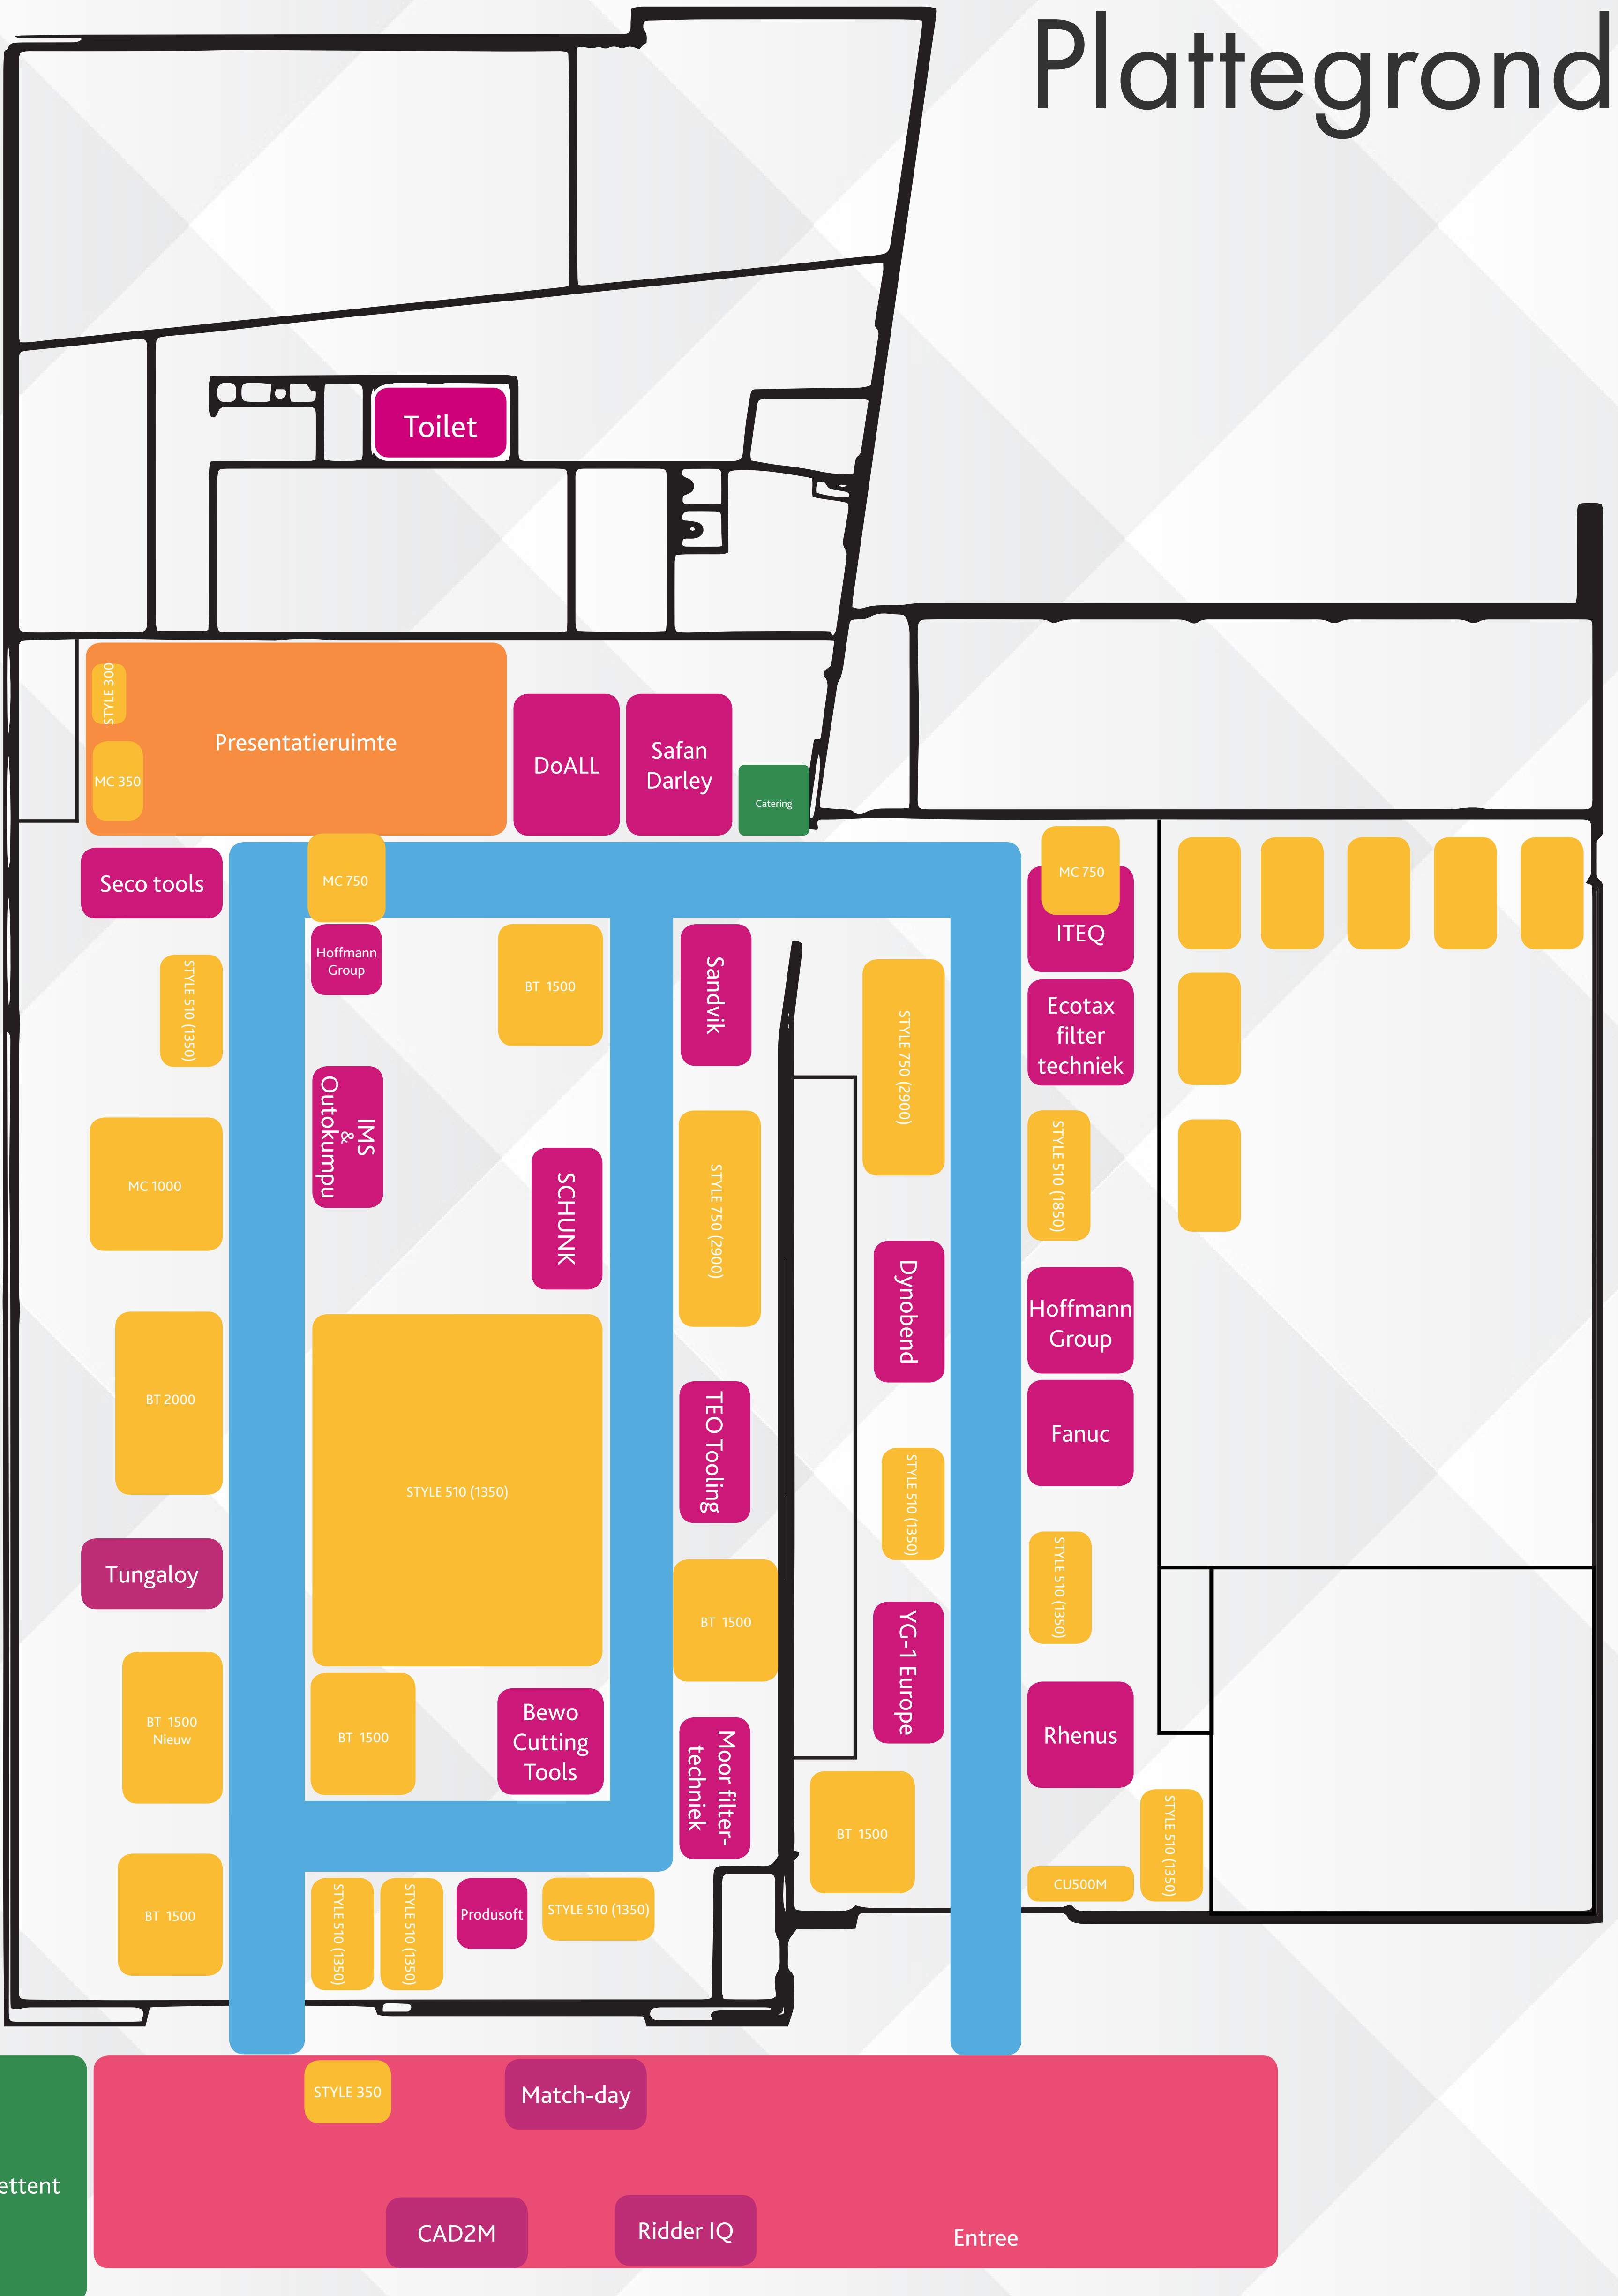 Plattegrond
Toilet
STYLE 300
MC 350
Presentatieruimte
DoALL
Safan
Darley
Catering
Seco tools
MC 750
MC 750
ITEQ
Hoffmann
Group
BT 1500
Sandvik
STYLE 510 (1350)
STYLE 750 (2900)
Ecotax
filter
techniek
IMS
&
Outokumpu
MC 1000
SCHUNK
STYLE 750 (2900)
STYLE 510 (1850)
Dynobend
Hoffmann
Group
BT 2000
TEO Tooling
Fanuc
STYLE 510 (1350)
STYLE 510 (1350)
STYLE 510 (1350)
Tungaloy
BT 1500
YG-1 Europe
BT 1500
Nieuw
BT 1500
Bewo
Cutting
Tools
Moor filter-
techniek
Rhenus
BT 1500
STYLE 510 (1350)
CU500M
BT 1500
STYLE 510 (1350)
STYLE 510 (1350)
Produsoft
STYLE 510 (1350)
STYLE 350
Match-day
ettent
CAD2M
Ridder IQ
Entree